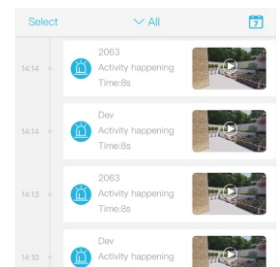 Select All 7
2063
14:14 Activity happening
Time:8s
Dev
14:14 Activity happening
Time:8s
2063
14:13 Activity happening
Time:8s
Dev
14:10 Activity happening